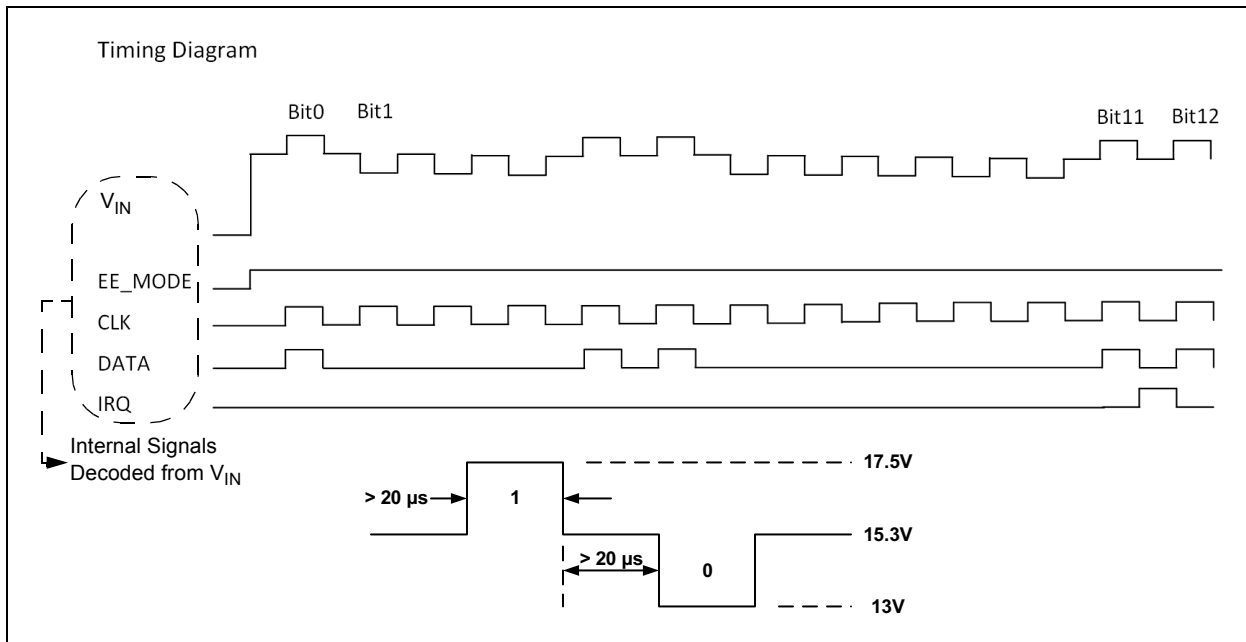 Timing Diagram
Bit0 Bit1 Bit11 Bit12
VIN
EE_MODE
CLK
DATA
IRQ
Internal Signals
Decoded from VIN
17.5V
> 20 µs 1
15.3V
> 20 µs
0
13V